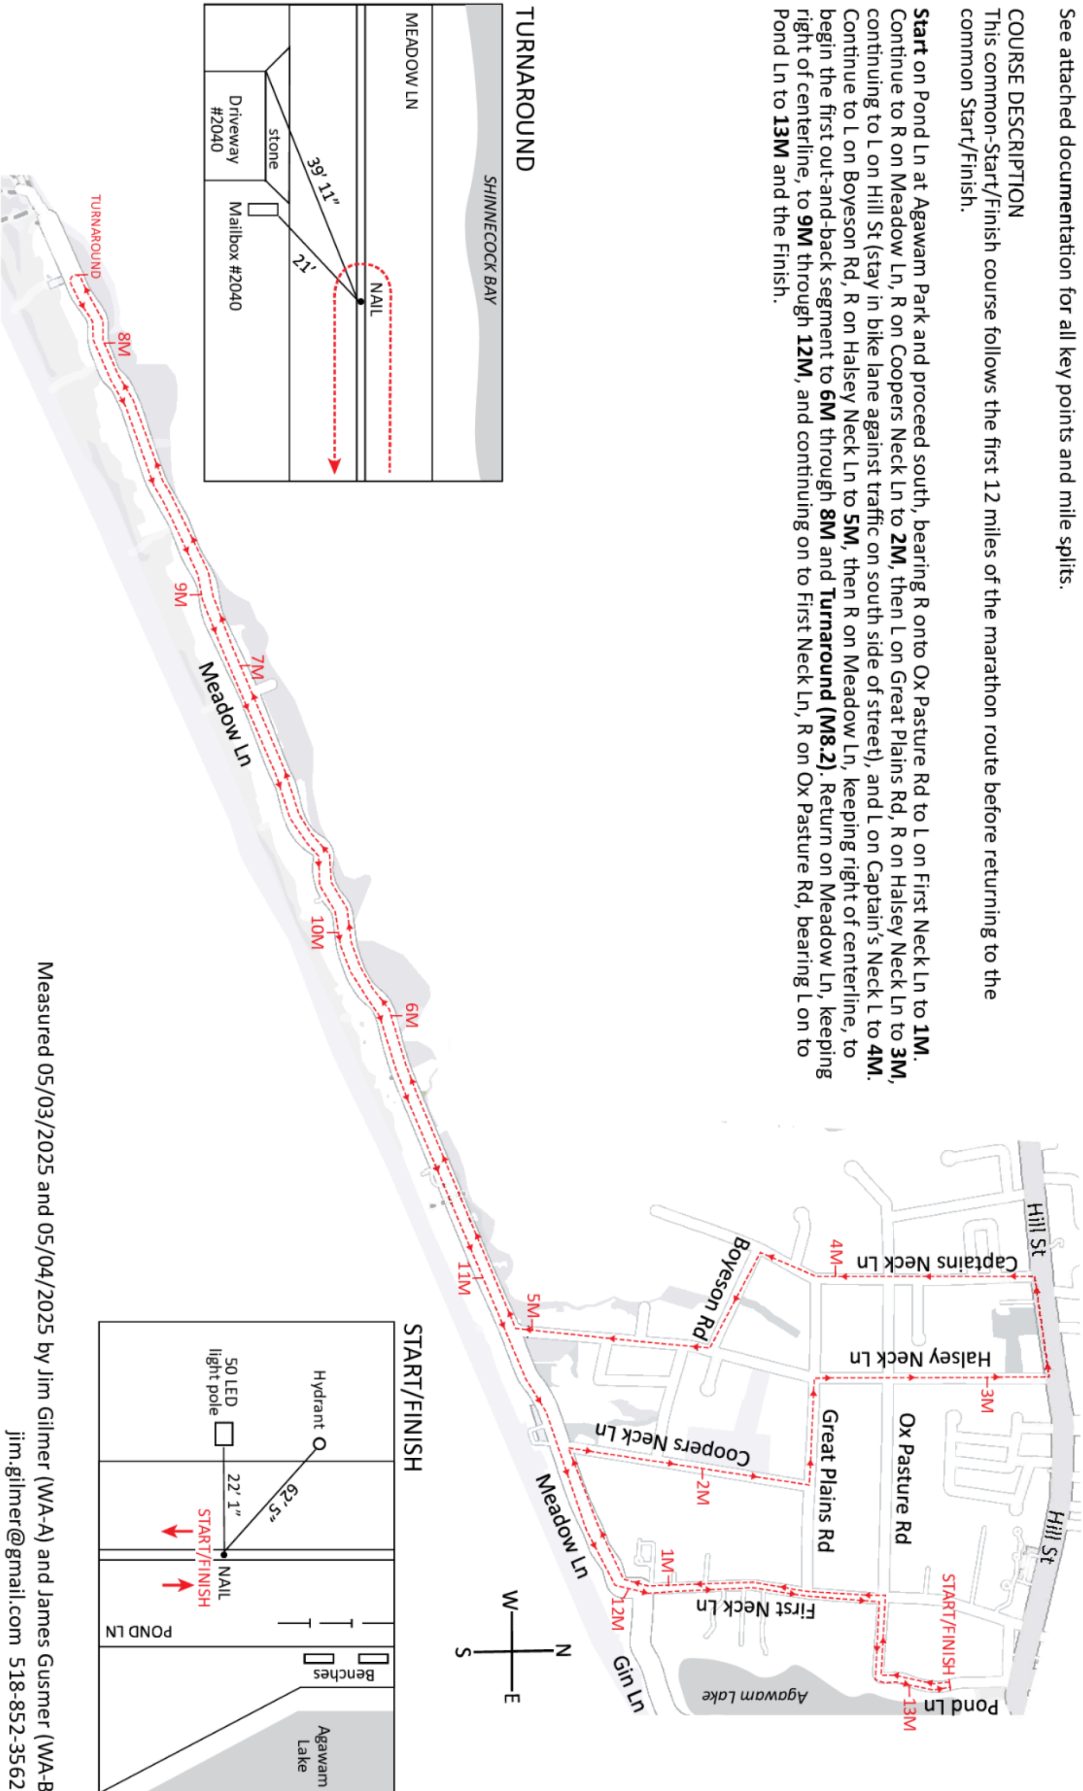 See attached documentation for all key points and mile splits.
COURSE DESCRIPTION
This common-Start/Finish course follows the first 12 miles of the marathon route before returning to the
common Start/Finish.
Start on Pond Ln at Agawam Park and proceed south, bearing R onto Ox Pasture Rd to L on First Neck Ln to 1M.
Continue to R on Meadow Ln, R on Coopers Neck Ln to 2M, then L on Great Plains Rd, R on Halsey Neck Ln to 3M,
continuing to L on Hill St (stay in bike lane against traffic on south side of street), and L on Captain's Neck L to 4M.
Continue to L on Boyeson Rd, R on Halsey Neck Ln to 5M, then R on Meadow Ln, keeping right of centerline, to
begin the first out-and-back segment to 6M through 8M and Turnaround (M8.2). Return on Meadow Ln, keeping
right of centerline, to 9M through 12M, and continuing on to First Neck Ln, R on Ox Pasture Rd, bearing L on to
Pond Ln to 13M and the Finish.
TURNAROUND
SHINNECOCK BAY
MEADOW LN
NAIL
39' 11"
21'
stone
Driveway
#2040
Mailbox #2040
TURNAROUND
8M
9M
7M
Meadow Ln
10M
6M
11M
5M
Hill St
Captains Neck Ln
4M
Boyeson Rd
Halsey Neck Ln
3M
Great Plains Rd
Ox Pasture Rd
Coopers Neck Ln
2M
Hill St
Meadow Ln
1M
First Neck Ln
12M
START/FINISH
Pond Ln
13M
Agawam Lake
Gin Ln
N
W
E
S
START/FINISH
Hydrant
50 LED
light pole
62' 5"
22' 1"
NAIL
START/FINISH
POND LN
Benches
Agawam
Lake
Measured 05/03/2025 and 05/04/2025 by Jim Gilmer (WA-A) and James Gusmer (WA-B
jim.gilmer@gmail.com 518-852-3562